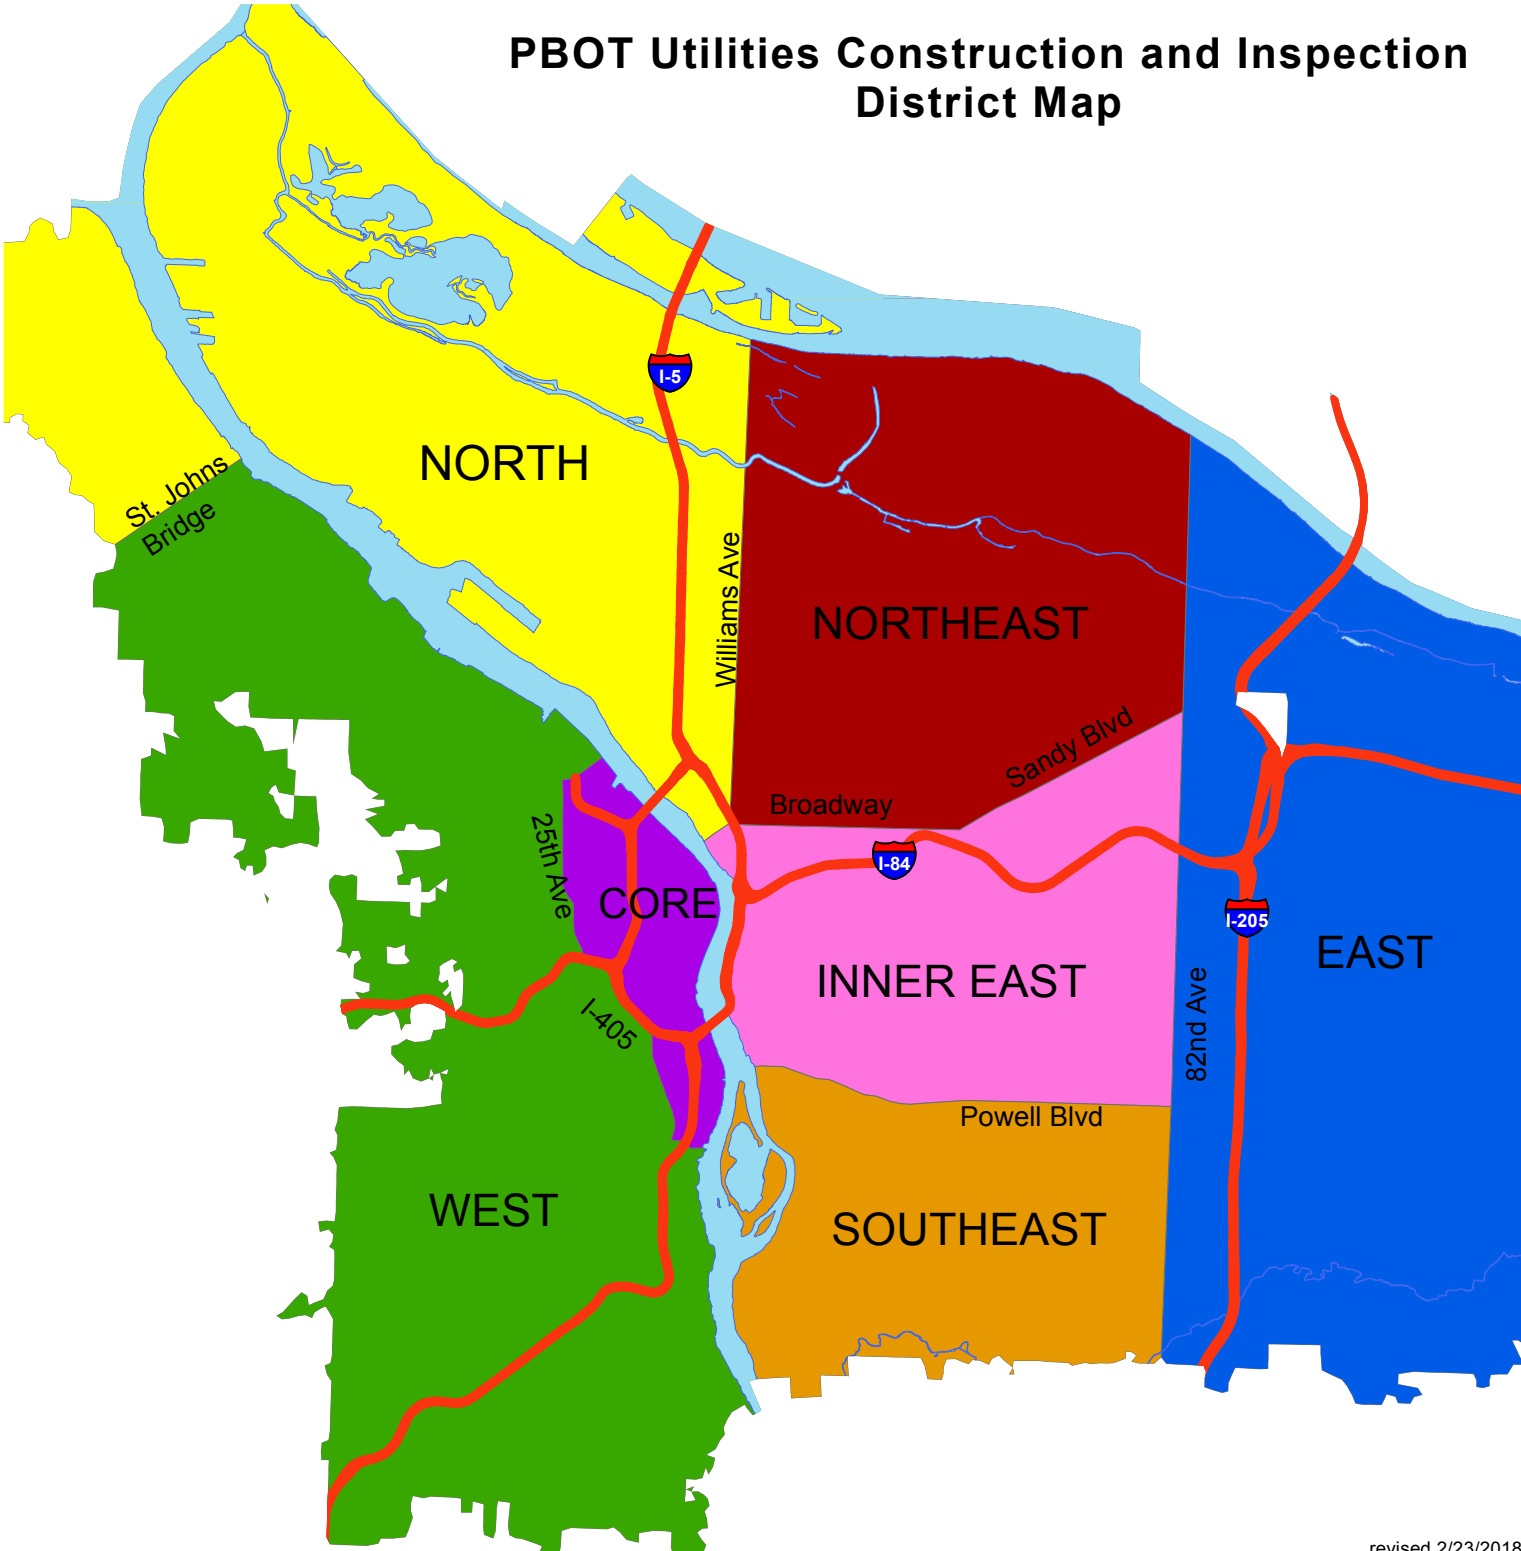 PBOT Utilities Construction and Inspection
District Map
I-5
NORTH
St. Johns
Bridge
Williams Ave
NORTHEAST
Sandy Blvd
Broadway
25th Ave
I-84
CORE
I-205
EAST
INNER EAST
I-405
82nd Ave
Powell Blvd
WEST
SOUTHEAST
revised 2/23/2018